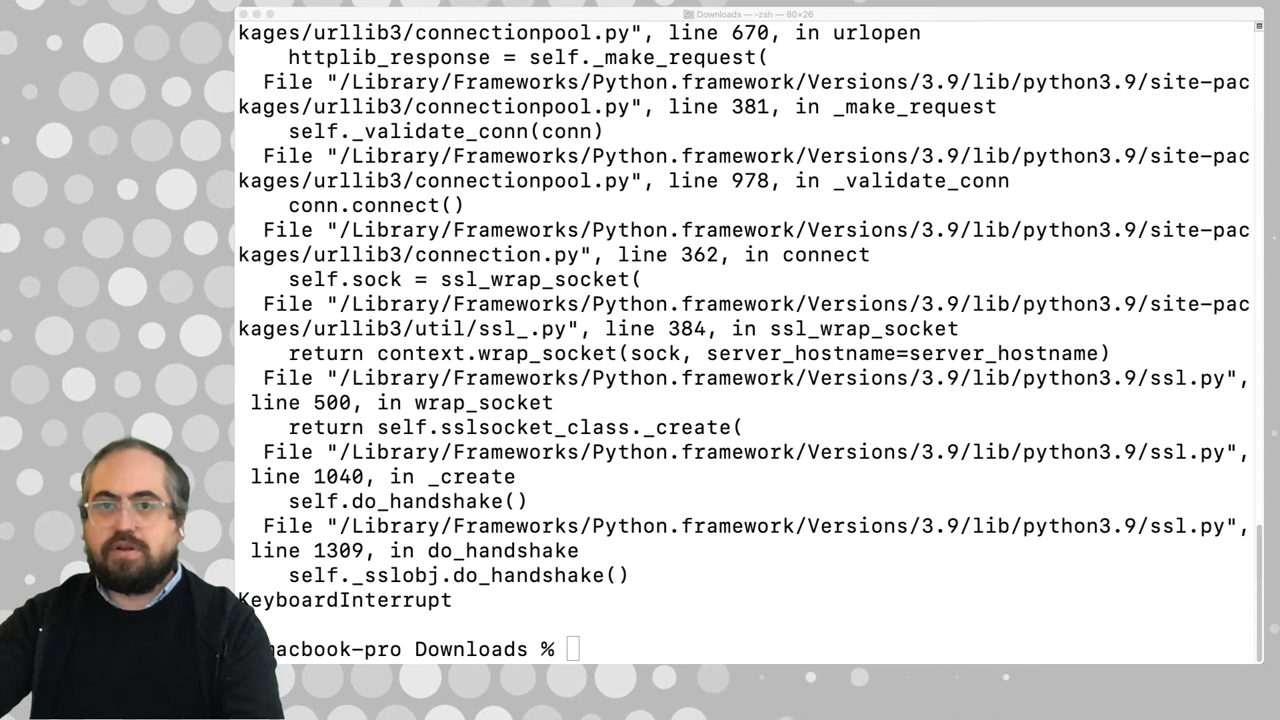 Downloads — -zsh — 80×26
kages/urllib3/connectionpool.py", line 670, in urlopen
httplib_response = self._make_request(
File "/Library/Frameworks/Python.framework/Versions/3.9/lib/python3.9/site-pac
kages/urllib3/connectionpool.py", line 381, in _make_request
self._validate_conn(conn)
File "/Library/Frameworks/Python.framework/Versions/3.9/lib/python3.9/site-pac
kages/urllib3/connectionpool.py", line 978, in _validate_conn
conn.connect()
File "/Library/Frameworks/Python.framework/Versions/3.9/lib/python3.9/site-pac
kages/urllib3/connection.py", line 362, in connect
self.sock = ssl_wrap_socket(
File "/Library/Frameworks/Python.framework/Versions/3.9/lib/python3.9/site-pac
kages/urllib3/util/ssl_.py", line 384, in ssl_wrap_socket
return context.wrap_socket(sock, server_hostname=server_hostname)
File "/Library/Frameworks/Python.framework/Versions/3.9/lib/python3.9/ssl.py",
line 500, in wrap_socket
return self.sslsocket_class._create(
File "/Library/Frameworks/Python.framework/Versions/3.9/lib/python3.9/ssl.py",
line 1040, in _create
self.do_handshake()
File "/Library/Frameworks/Python.framework/Versions/3.9/lib/python3.9/ssl.py",
line 1309, in do_handshake
self._sslobj.do_handshake()
KeyboardInterrupt
macbook-pro Downloads %